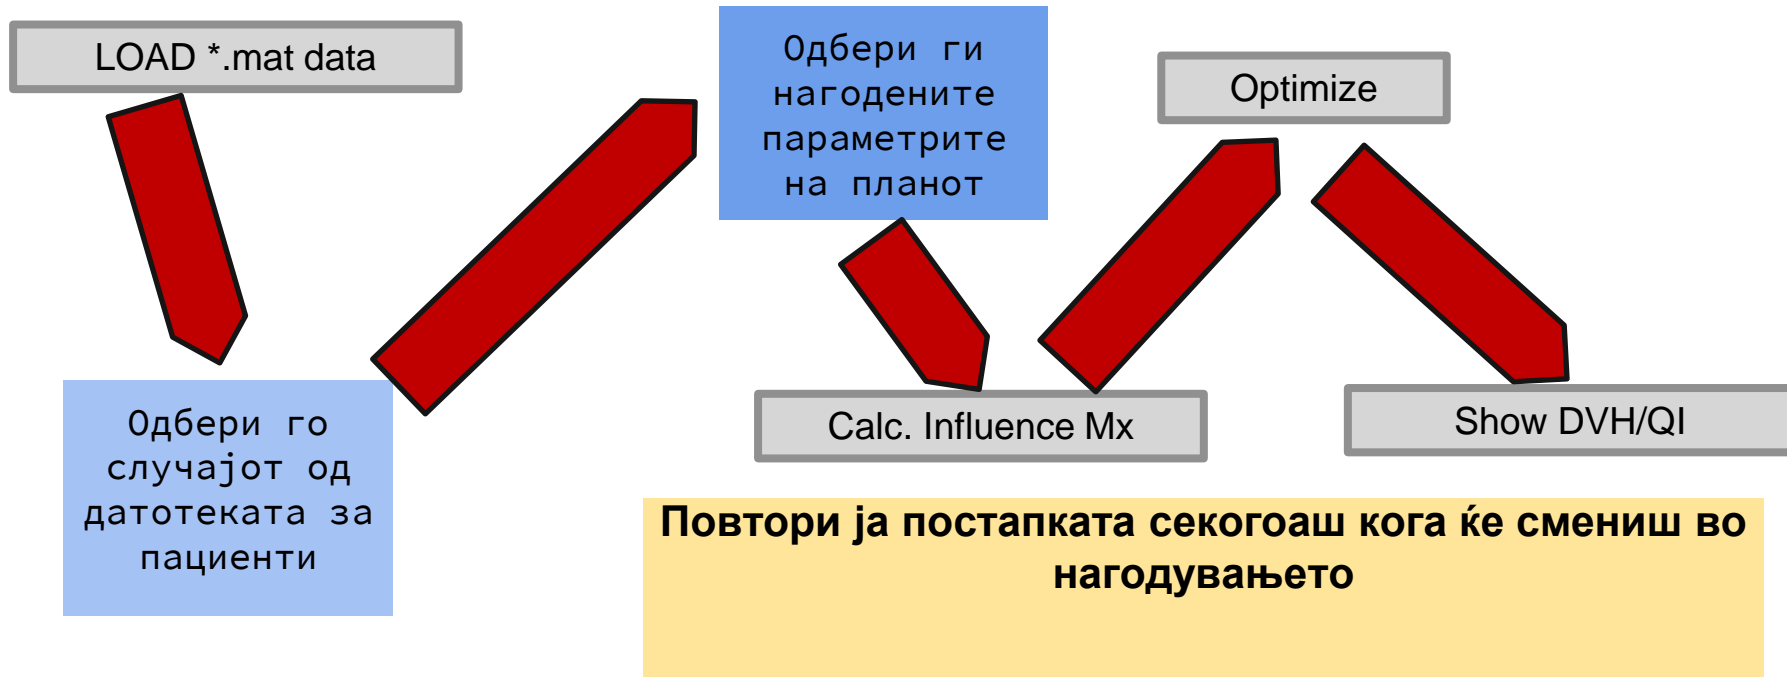 LOAD *.mat data
Одбери го
случајот од
датотеката за
пациенти
Одбери ги
нагодените
параметрите
на планот
Calc. Influence Mx
Optimize
Show DVH/QI
Повтори ја постапката секогоаш кога ќе смениш во
нагодувањето